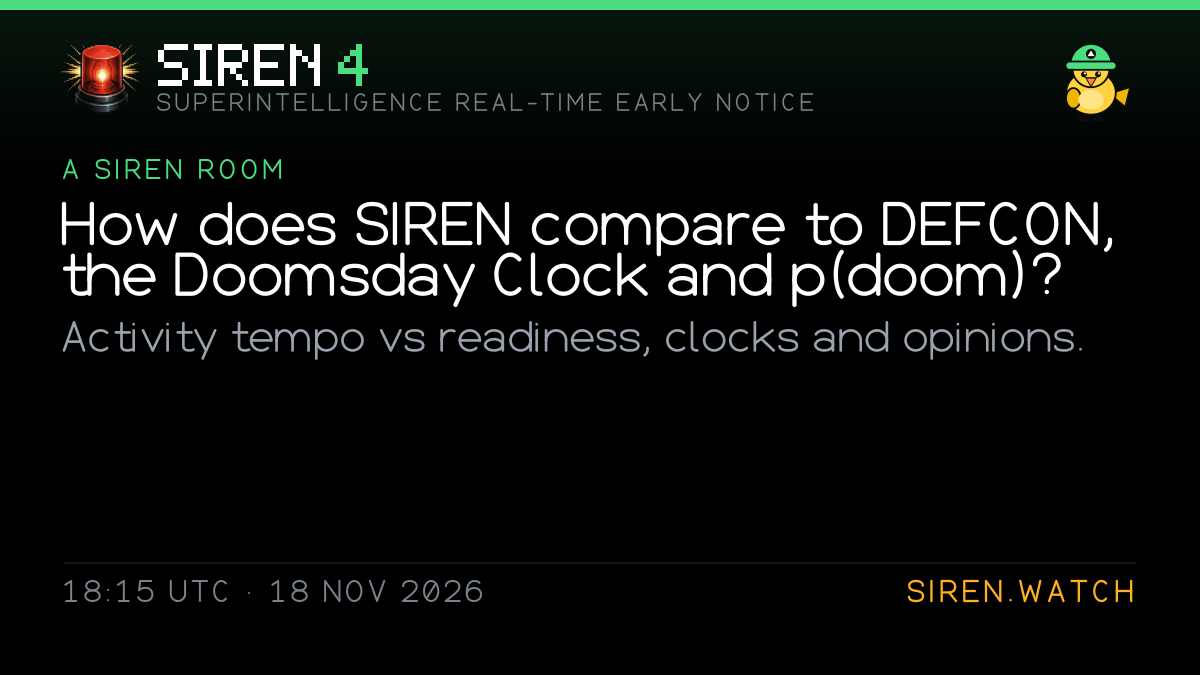 SIREN 4
SUPERINTELLIGENCE REAL-TIME EARLY NOTICE
A SIREN ROOM
How does SIREN compare to DEFCON,
the Doomsday Clock and p(doom)?
Activity tempo vs readiness, clocks and opinions.
18:15 UTC · 18 NOV 2026
SIREN.WATCH